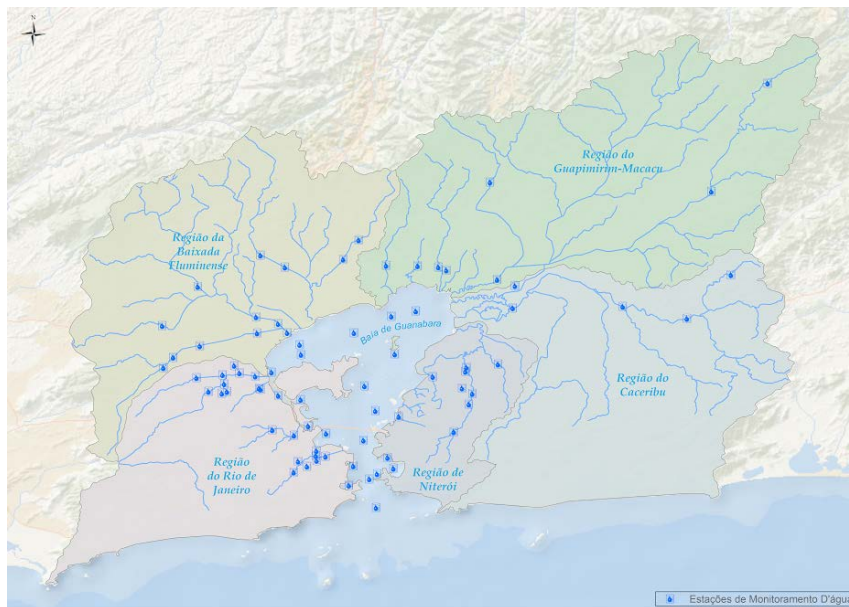 N
Região do
Guapimirim-Macacu
Região da
Baixada
Fluminense
Baía de Guanabara
Região do
Caceribu
Região
do Rio de
Janeiro
Região de
Niterói
Estações de Monitoramento D'água